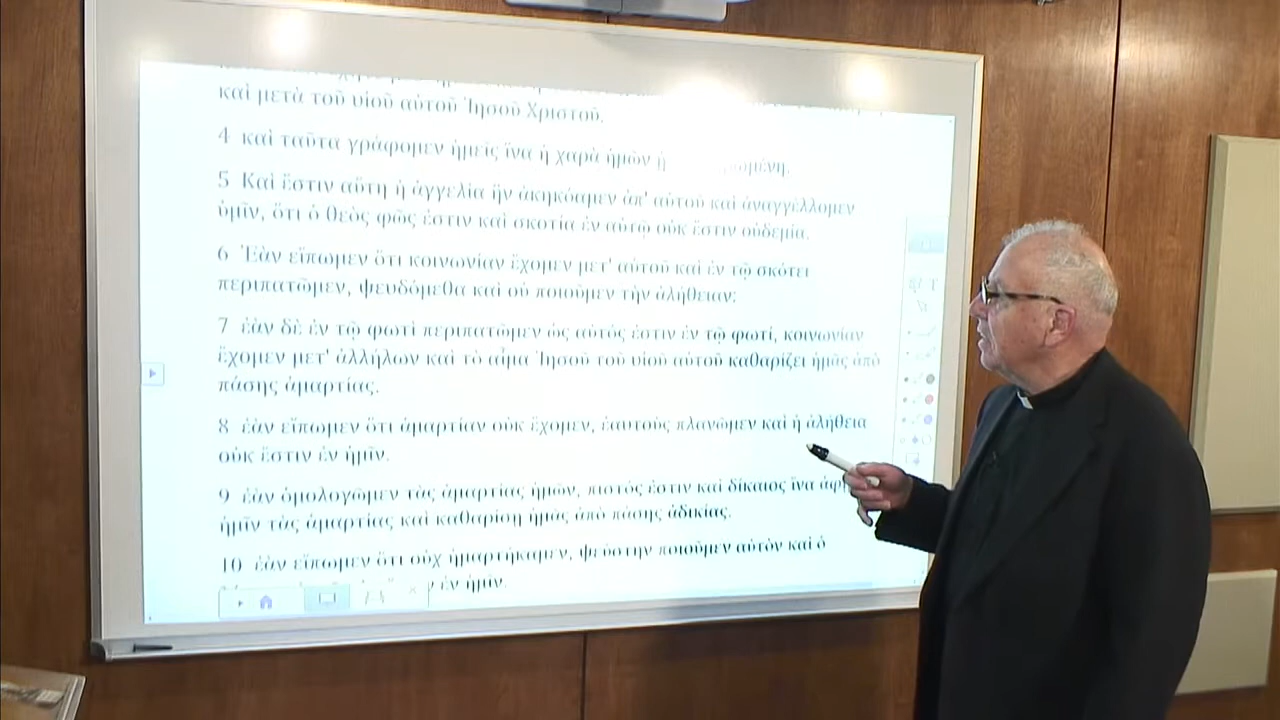 καὶ μετὰ τοῦ υἱοῦ αὐτοῦ Ἰησοῦ Χριστοῦ.
4 καὶ ταῦτα γράφομεν ἡμεῖς ἵνα ἡ χαρὰ ἡμῶν ᾖ
5 Καὶ ἔστιν αὕτη ἡ ἀγγελία ἣν ἀκηκόαμεν ἀπ' αὐτοῦ καὶ ἀναγγέλλομεν
ὑμῖν, ὅτι ὁ θεὸς φῶς ἐστιν καὶ σκοτία ἐν αὐτῷ οὐκ ἔστιν οὐδεμία.
6 Ἐὰν εἴπωμεν ὅτι κοινωνίαν ἔχομεν μετ' αὐτοῦ καὶ ἐν τῷ σκότει
περιπατῶμεν, ψευδόμεθα καὶ οὐ ποιοῦμεν τὴν ἀλήθειαν·
7 ἐὰν δὲ ἐν τῷ φωτὶ περιπατῶμεν ὡς αὐτός ἐστιν ἐν τῷ φωτί, κοινωνίαν
ἔχομεν μετ' ἀλλήλων καὶ τὸ αἷμα Ἰησοῦ τοῦ υἱοῦ αὐτοῦ καθαρίζει ἡμᾶς ἀπὸ
πάσης ἁμαρτίας.
8 ἐὰν εἴπωμεν ὅτι ἁμαρτίαν οὐκ ἔχομεν, ἑαυτοὺς πλανῶμεν καὶ ἡ ἀλήθεια
οὐκ ἔστιν ἐν ἡμῖν.
9 ἐὰν ὁμολογῶμεν τὰς ἁμαρτίας ἡμῶν, πιστός ἐστιν καὶ δίκαιος ἵνα
ἡμῖν τὰς ἁμαρτίας καὶ καθαρίσῃ ἡμᾶς ἀπὸ πάσης ἀδικίας.
10 ἐὰν εἴπωμεν ὅτι οὐχ ἡμαρτήκαμεν, ψεύστην ποιοῦμεν αὐτὸν καὶ ὁ
ἐν ἡμῖν.